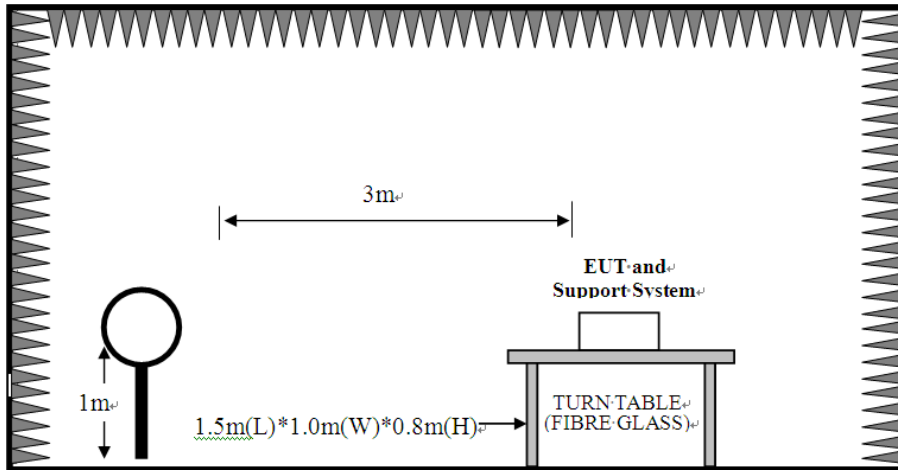 3m
EUT and
Support System
1m
1.5m(L)*1.0m(W)*0.8m(H)
TURN TABLE
(FIBRE GLASS)